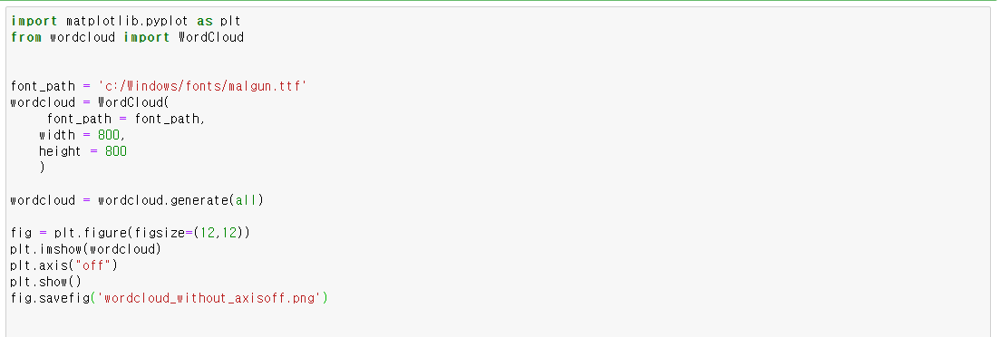 import matplotlib.pyplot as plt
from wordcloud import WordCloud
font_path = 'c:/Windows/fonts/malgun.ttf'
wordcloud = WordCloud(
font_path = font_path,
width = 800,
height = 800
)
wordcloud = wordcloud.generate(all)
fig = plt.figure(figsize=(12,12))
plt.imshow(wordcloud)
plt.axis("off")
plt.show()
fig.savefig('wordcloud_without_axisoff.png')